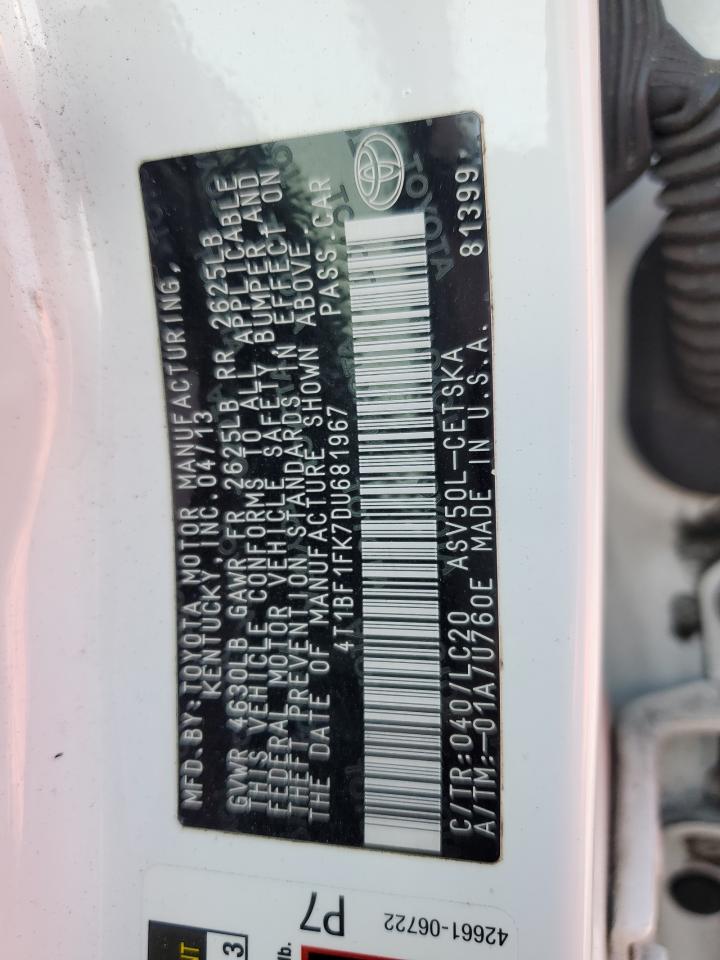 MFD.BY:TOYOTA MOTOR MANUFACTURING,
KENTUCKY,INC.04/13
GVWR 4630LB GAWR FR 2625LB RR 2625LB
THIS VEHICLE CONFORMS TO ALL APPLICABLE
FEDERAL MOTOR VEHICLE SAFETY,BUMPER,AND
THEFT PREVENTION STANDARDS IN EFFECT ON
THE DATE OF MANUFACTURE SHOWN ABOVE.
4T1BF1FK7DU681967 PASS.CAR
C/TR:040/LC20 ASV50L-CETSKA
A/TM:-01A/U760E MADE IN U.S.A. 81399
TOYOTA
P7
42661-06722
NT
3
lb.